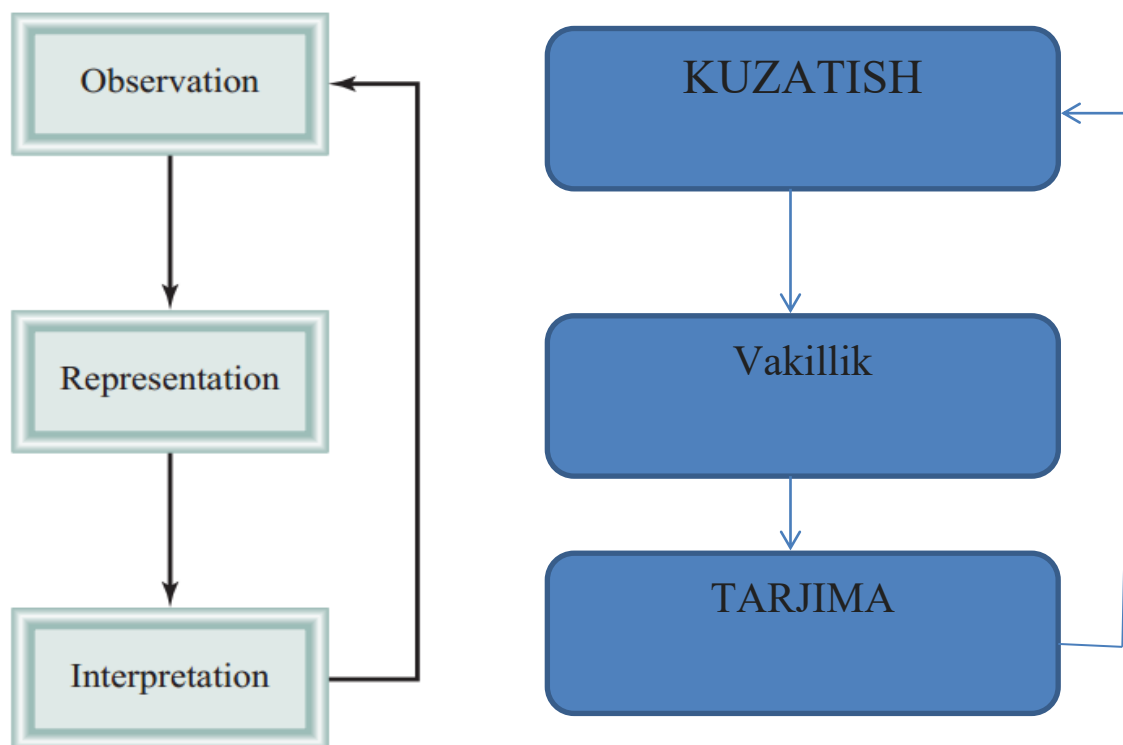 Observation
Representation
Interpretation
KUZATISH
Vakillik
TARJIMA